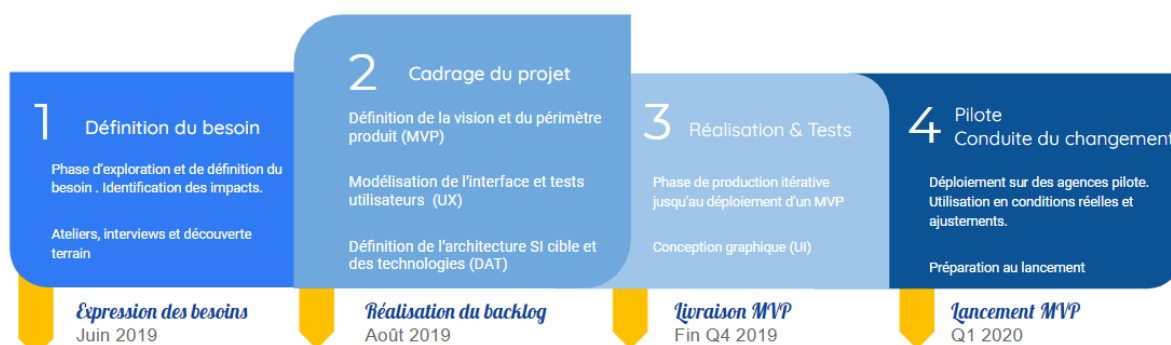 1
Définition du besoin
Phase d'exploration et de définition du
besoin . Identification des impacts.
Ateliers, interviews et découverte
terrain
Expression des besoins
Juin 2019
2
Cadrage du projet
Définition de la vision et du périmètre
produit (MVP)
Modélisation de l'interface et tests
utilisateurs (UX)
Définition de l'architecture SI cible et
des technologies (DAT)
Réalisation du backlog
Août 2019
3
Réalisation & Tests
Phase de production itérative
jusqu'au déploiement d'un MVP
Conception graphique (UI)
Livraison MVP
Fin Q4 2019
4
Pilote
Conduite du changement
Déploiement sur des agences pilote.
Utilisation en conditions réelles et
ajustements.
Préparation au lancement
Lancement MVP
Q1 2020